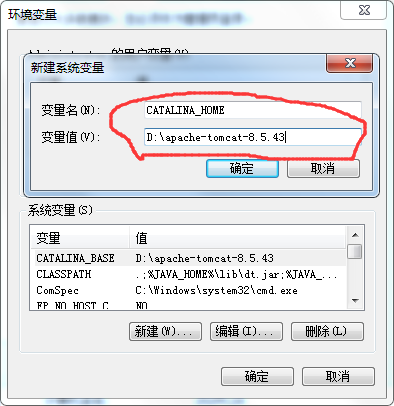 环境变量
新建系统变量
变量名(N):
CATALINA_HOME
变量值(V):
D:\apache-tomcat-8.5.43
确定
取消
系统变量(S)
变量
值
CATALINA_BASE
D:\apache-tomcat-8.5.43
CLASSPATH
.;%JAVA_HOME%\lib\dt.jar;%JAVA_...
ComSpec
C:\Windows\system32\cmd.exe
NO
新建(W)...
编辑(I)...
删除(L)
确定
取消